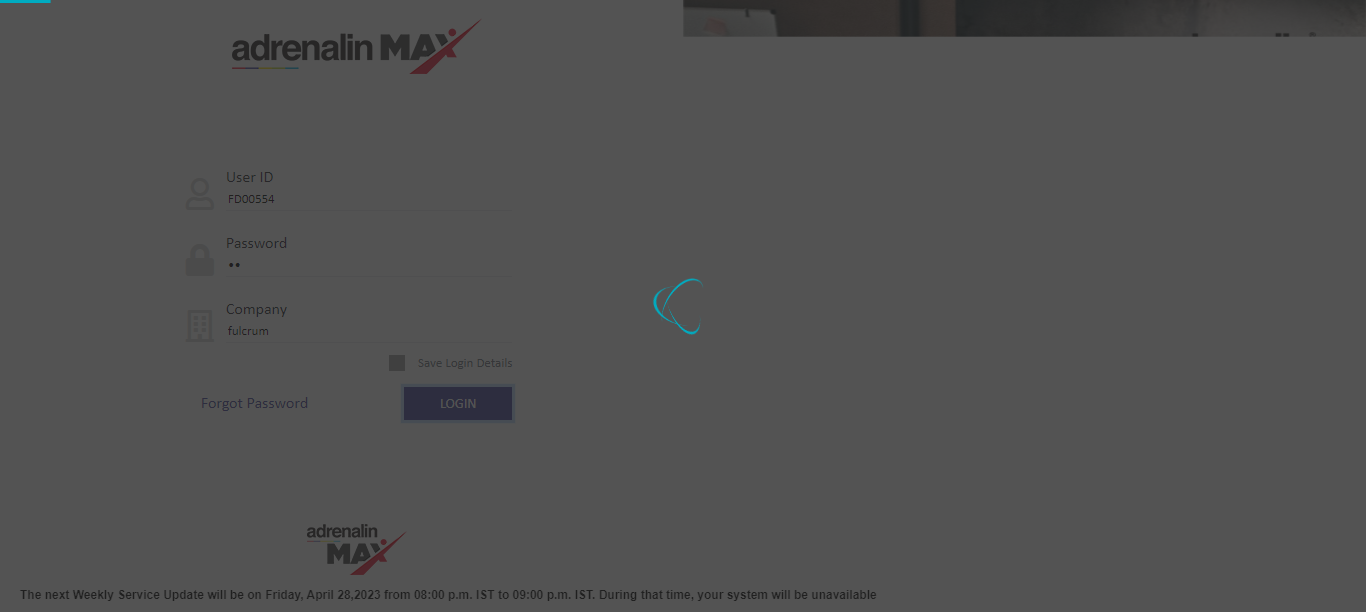 adrenalin MAX
User ID
FD00554
Password
••
Company
fulcrum
Save Login Details
Forgot Password
LOGIN
adrenalin
MAX
The next Weekly Service Update will be on Friday, April 28,2023 from 08:00 p.m. IST to 09:00 p.m. IST. During that time, your system will be unavailable